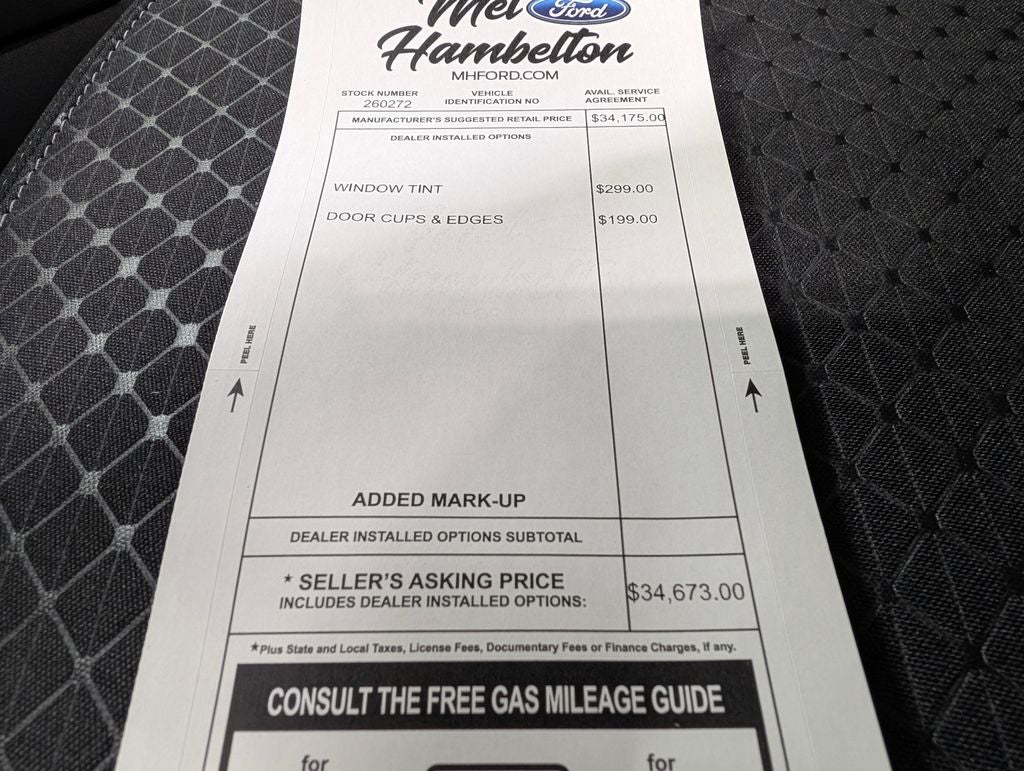 Mel Ford
Hambelton
MHFORD.COM
STOCK NUMBER
260272
VEHICLE
IDENTIFICATION NO
AVAIL. SERVICE
AGREEMENT
MANUFACTURER'S SUGGESTED RETAIL PRICE $34,175.00
DEALER INSTALLED OPTIONS
WINDOW TINT $299.00
DOOR CUPS & EDGES $199.00
PEEL HERE
PEEL HERE
ADDED MARK-UP
DEALER INSTALLED OPTIONS SUBTOTAL
* SELLER'S ASKING PRICE
INCLUDES DEALER INSTALLED OPTIONS:
$34,673.00
*Plus State and Local Taxes, License Fees, Documentary Fees or Finance Charges, If any.
CONSULT THE FREE GAS MILEAGE GUIDE
for for